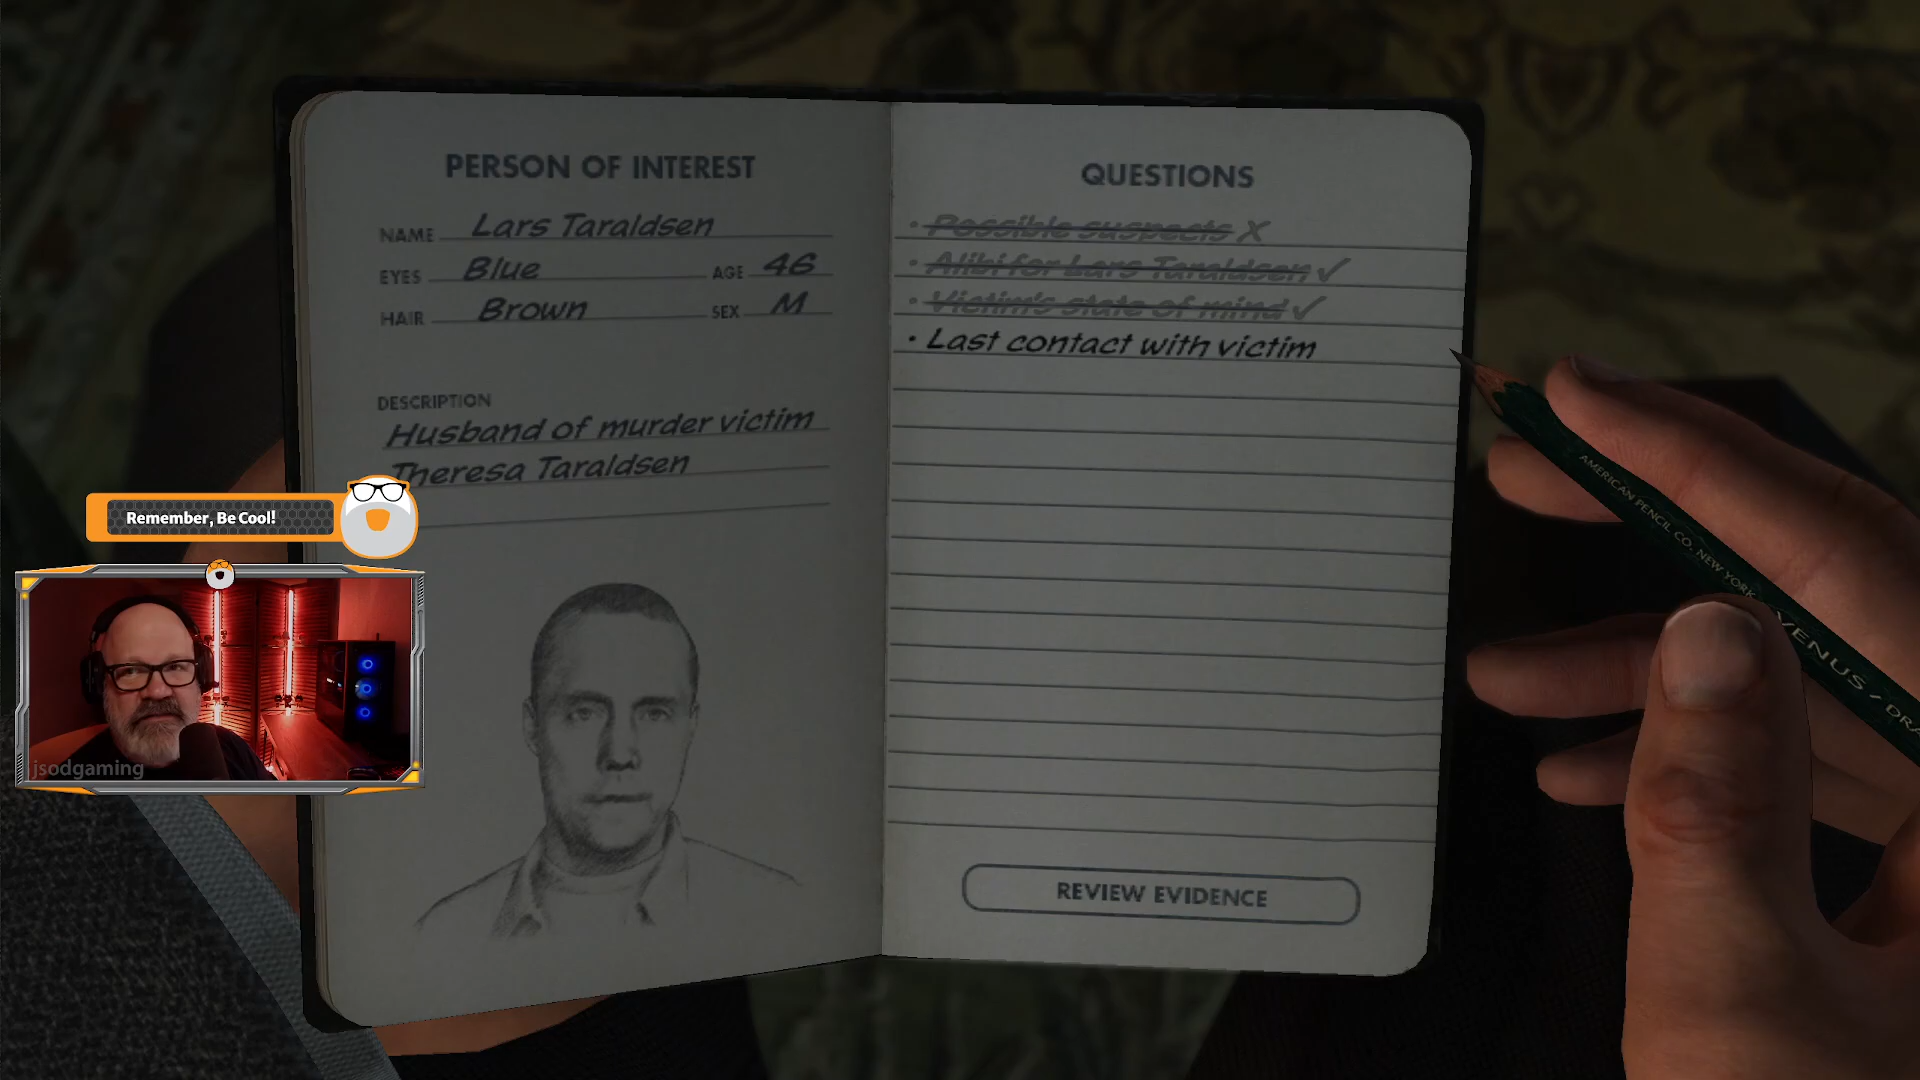 PERSON OF INTEREST
NAME Lars Taraldsen
EYES Blue AGE 46
HAIR Brown SEX M
DESCRIPTION
Husband of murder victim
Theresa Taraldsen
QUESTIONS
• Possible suspects X
• Alibi for Lars Taraldsen ✓
• Victim's state of mind ✓
• Last contact with victim
REVIEW EVIDENCE
Remember, Be Cool!
jsodgaming
AMERICAN PENCIL CO. NEW YORK
VENUS /